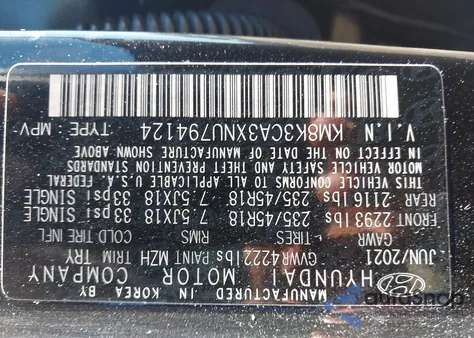 MANUFACTURED IN KOREA BY
HYUNDAI MOTOR COMPANY
JUN/2021 GVWR4222 lbs PAINT MZH TRIM TRY
GAWR TIRES: RIMS COLD TIRE INFL
FRONT 2293 lbs 235/45R18 7.5JX18 33psi SINGLE
REAR 2116 lbs 235/45R18 7.5JX18 33psi SINGLE
THIS VEHICLE CONFORMS TO ALL APPLICABLE U.S.A. FEDERAL
MOTOR VEHICLE SAFETY AND THEFT PREVENTION STANDARDS
IN EFFECT ON THE DATE OF MANUFACTURE SHOWN ABOVE
V.I.N KM8K3CA3XNU794124 TYPE: MPV
autosnap